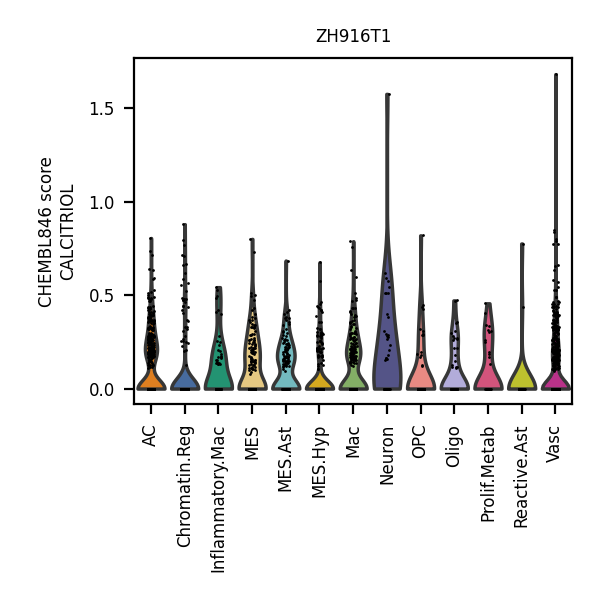 ZH916T1
CHEMBL846 score
CALCITRIOL
1.5
1.0
0.5
0.0
AC
Chromatin.Reg
Inflammatory.Mac
MES
MES.Ast
MES.Hyp
Mac
Neuron
OPC
Oligo
Prolif.Metab
Reactive.Ast
Vasc